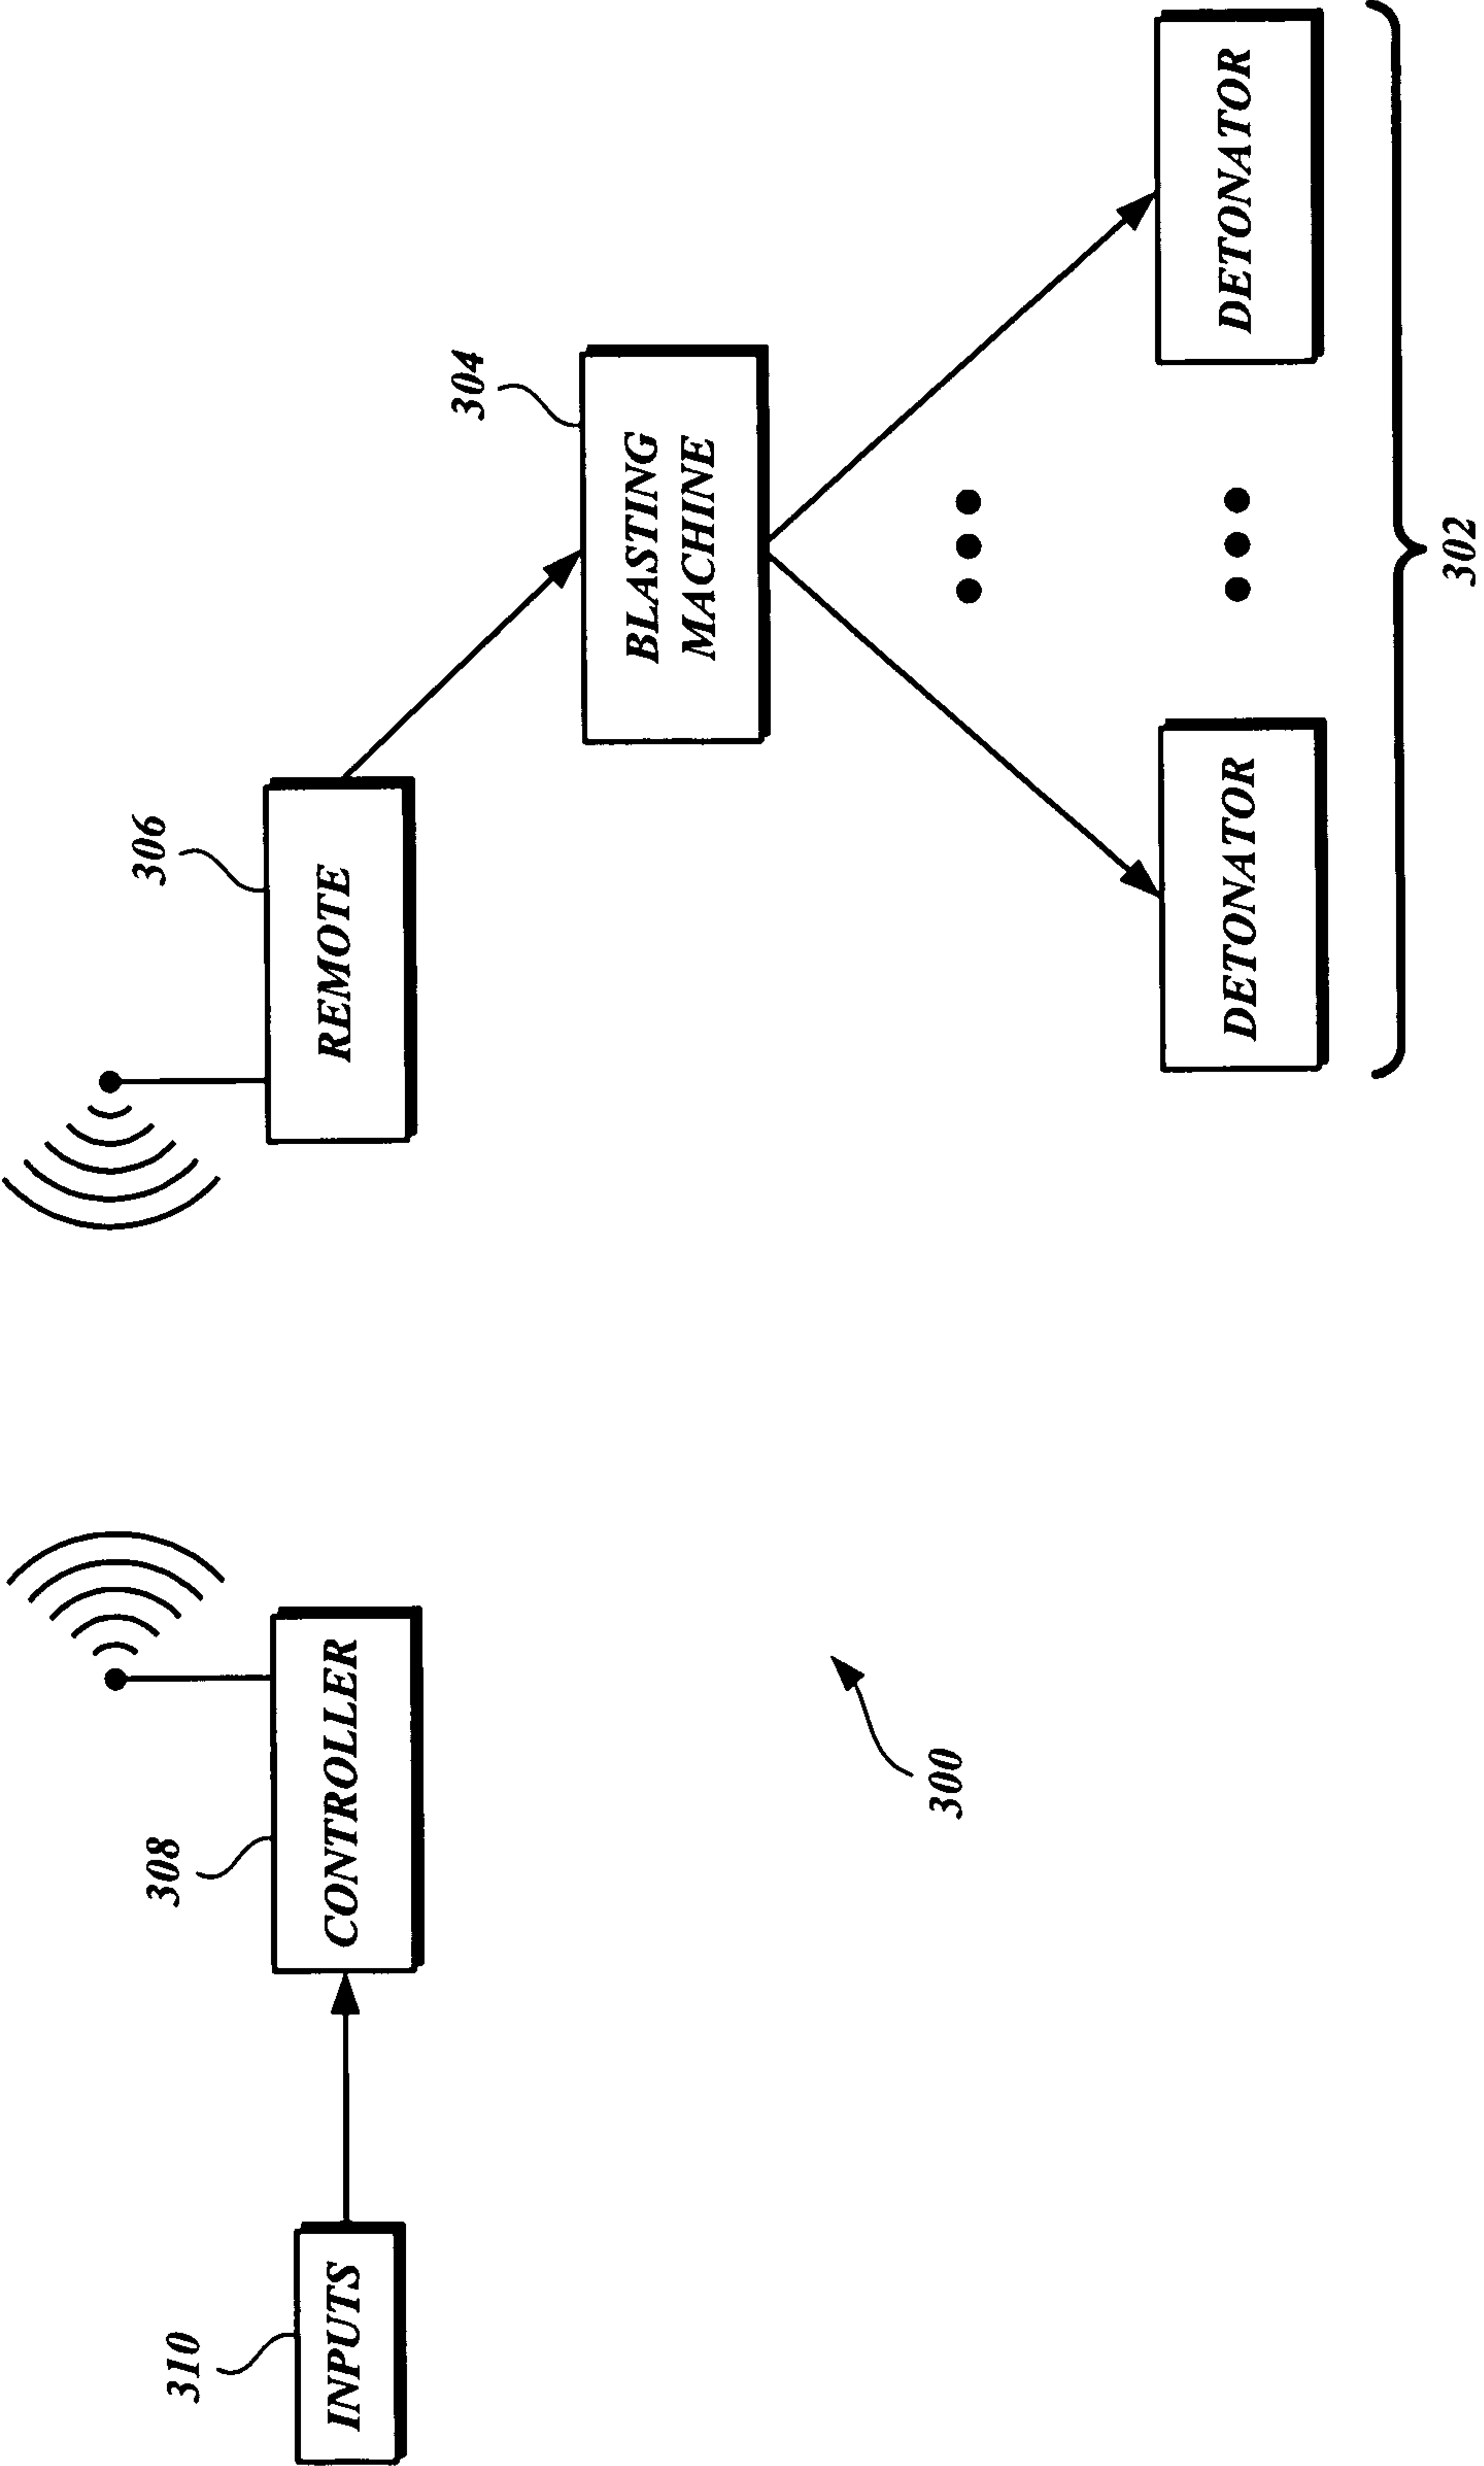 310
INPUTS
308
CONTROLLER
300
306
REMOTE
304
BLASTING
MACHINE
DETONATOR
DETONATOR
302